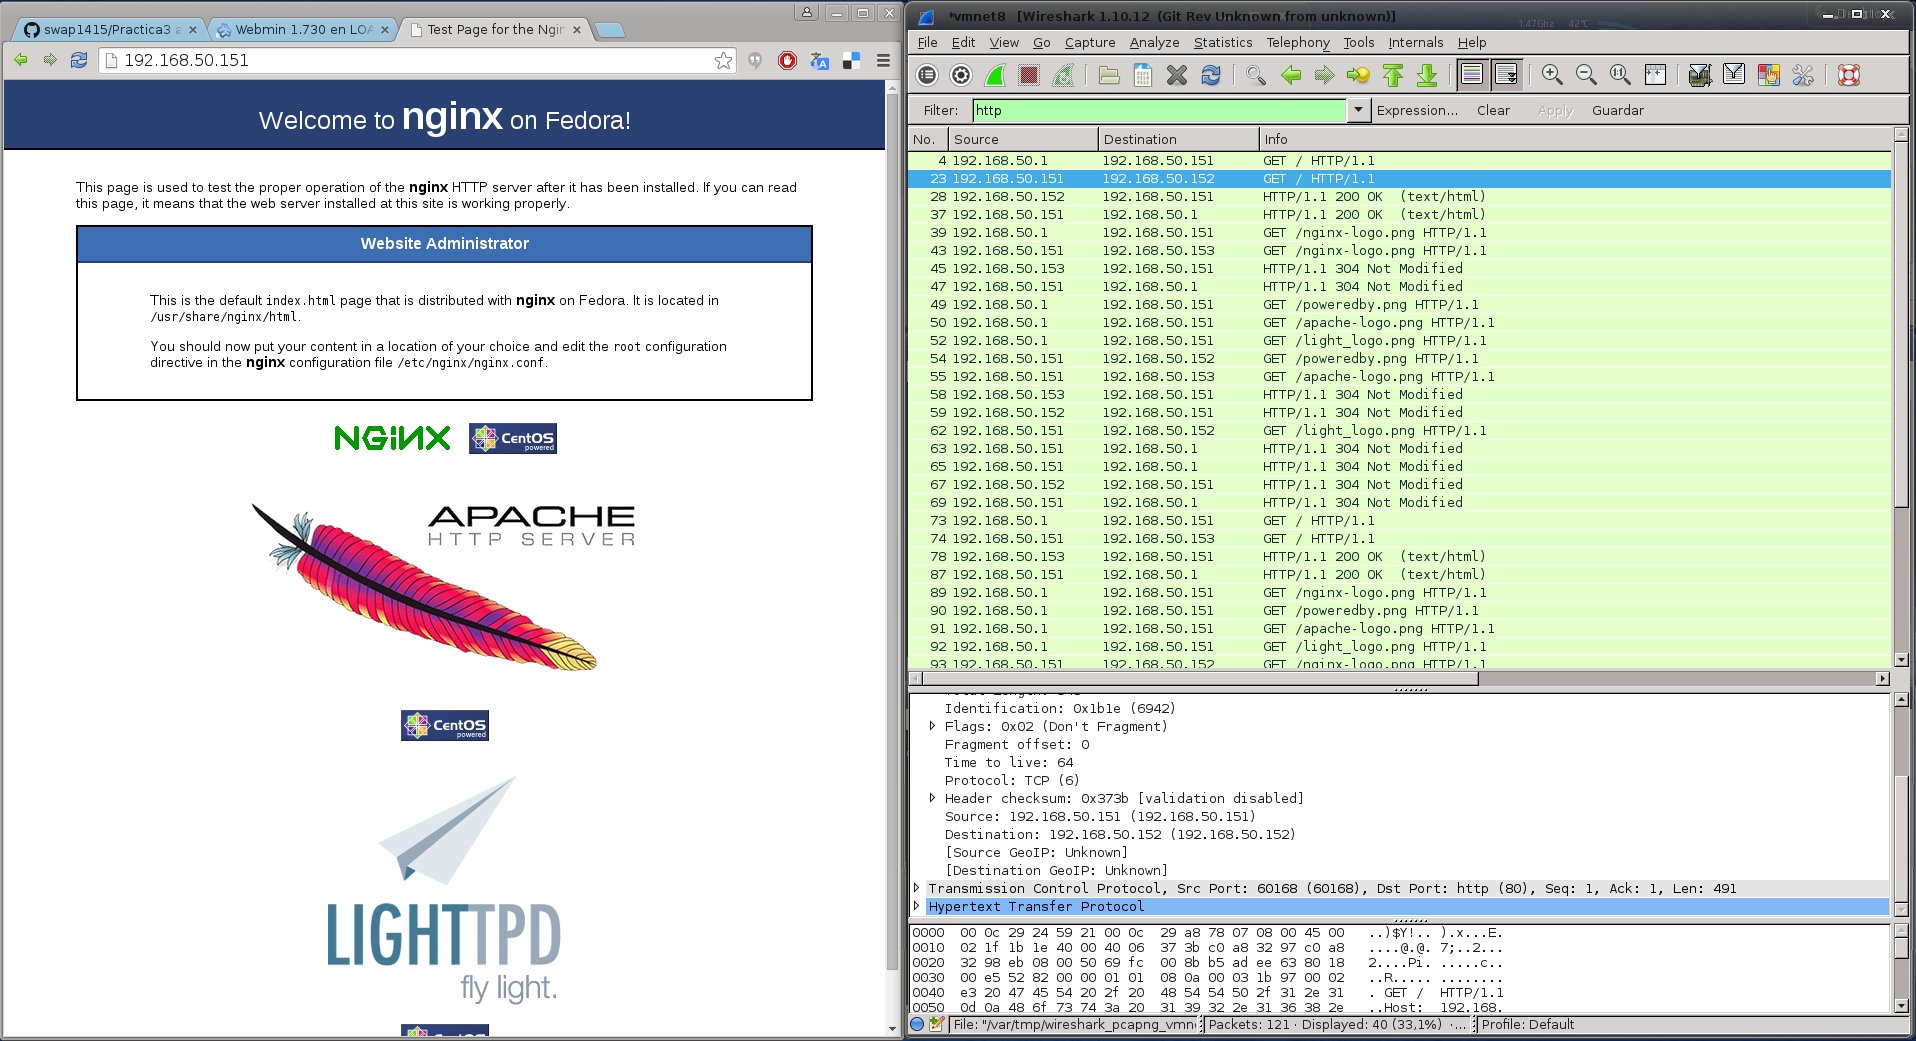 swap1415/Practica3 a
Webmin 1.730 en LOA
Test Page for the Ngin
192.168.50.151
Welcome to nginx on Fedora!
This page is used to test the proper operation of the nginx HTTP server after it has been installed. If you can read
this page, it means that the web server installed at this site is working properly.
Website Administrator
This is the default index.html page that is distributed with nginx on Fedora. It is located in
/usr/share/nginx/html.
You should now put your content in a location of your choice and edit the root configuration
directive in the nginx configuration file /etc/nginx/nginx.conf.
NGINX
CentOS
powered
APACHE
HTTP SERVER
CentOS
powered
LIGHTTPD
fly light.
CentOS
*vmnet8 [Wireshark 1.10.12 (Git Rev Unknown from unknown)]
1.47Ghz 42°C
File Edit View Go Capture Analyze Statistics Telephony Tools Internals Help
Filter: http Expression... Clear Apply Guardar
No. Source Destination Info
4 192.168.50.1 192.168.50.151 GET / HTTP/1.1
23 192.168.50.151 192.168.50.152 GET / HTTP/1.1
28 192.168.50.152 192.168.50.151 HTTP/1.1 200 OK (text/html)
37 192.168.50.151 192.168.50.1 HTTP/1.1 200 OK (text/html)
39 192.168.50.1 192.168.50.151 GET /nginx-logo.png HTTP/1.1
43 192.168.50.151 192.168.50.153 GET /nginx-logo.png HTTP/1.1
45 192.168.50.153 192.168.50.151 HTTP/1.1 304 Not Modified
47 192.168.50.151 192.168.50.1 HTTP/1.1 304 Not Modified
49 192.168.50.1 192.168.50.151 GET /poweredby.png HTTP/1.1
50 192.168.50.1 192.168.50.151 GET /apache-logo.png HTTP/1.1
52 192.168.50.1 192.168.50.151 GET /light_logo.png HTTP/1.1
54 192.168.50.151 192.168.50.152 GET /poweredby.png HTTP/1.1
55 192.168.50.151 192.168.50.153 GET /apache-logo.png HTTP/1.1
58 192.168.50.153 192.168.50.151 HTTP/1.1 304 Not Modified
59 192.168.50.152 192.168.50.151 HTTP/1.1 304 Not Modified
62 192.168.50.151 192.168.50.152 GET /light_logo.png HTTP/1.1
63 192.168.50.151 192.168.50.1 HTTP/1.1 304 Not Modified
65 192.168.50.151 192.168.50.1 HTTP/1.1 304 Not Modified
67 192.168.50.152 192.168.50.151 HTTP/1.1 304 Not Modified
69 192.168.50.151 192.168.50.1 HTTP/1.1 304 Not Modified
73 192.168.50.1 192.168.50.151 GET / HTTP/1.1
74 192.168.50.151 192.168.50.153 GET / HTTP/1.1
78 192.168.50.153 192.168.50.151 HTTP/1.1 200 OK (text/html)
87 192.168.50.151 192.168.50.1 HTTP/1.1 200 OK (text/html)
89 192.168.50.1 192.168.50.151 GET /nginx-logo.png HTTP/1.1
90 192.168.50.1 192.168.50.151 GET /poweredby.png HTTP/1.1
91 192.168.50.1 192.168.50.151 GET /apache-logo.png HTTP/1.1
92 192.168.50.1 192.168.50.151 GET /light_logo.png HTTP/1.1
93 192.168.50.151 192.168.50.152 GET /nginx-logo.png HTTP/1.1
Identification: 0x1b1e (6942)
Flags: 0x02 (Don't Fragment)
Fragment offset: 0
Time to live: 64
Protocol: TCP (6)
Header checksum: 0x373b [validation disabled]
Source: 192.168.50.151 (192.168.50.151)
Destination: 192.168.50.152 (192.168.50.152)
[Source GeoIP: Unknown]
[Destination GeoIP: Unknown]
Transmission Control Protocol, Src Port: 60168 (60168), Dst Port: http (80), Seq: 1, Ack: 1, Len: 491
Hypertext Transfer Protocol
0000 00 0c 29 24 59 21 00 0c 29 a8 78 07 08 00 45 00 ..)$Y!.. ).x...E.
0010 02 1f 1b 1e 40 00 40 06 37 3b c0 a8 32 97 c0 a8 ....@.@. 7;..2...
0020 32 98 eb 08 00 50 69 fc 00 8b b5 ad ee 63 80 18 2....Pi. .....c..
0030 00 e5 52 82 00 00 01 01 08 0a 00 03 1b 97 00 02 ..R..... ........
0040 e3 20 47 45 54 20 2f 20 48 54 54 50 2f 31 2e 31 . GET / HTTP/1.1
0050 0d 0a 48 6f 73 74 3a 20 31 39 32 2e 31 36 38 2e ..Host: 192.168.
File: "/var/tmp/wireshark_pcapng_vmn
Packets: 121 · Displayed: 40 (33,1%) ·...
Profile: Default